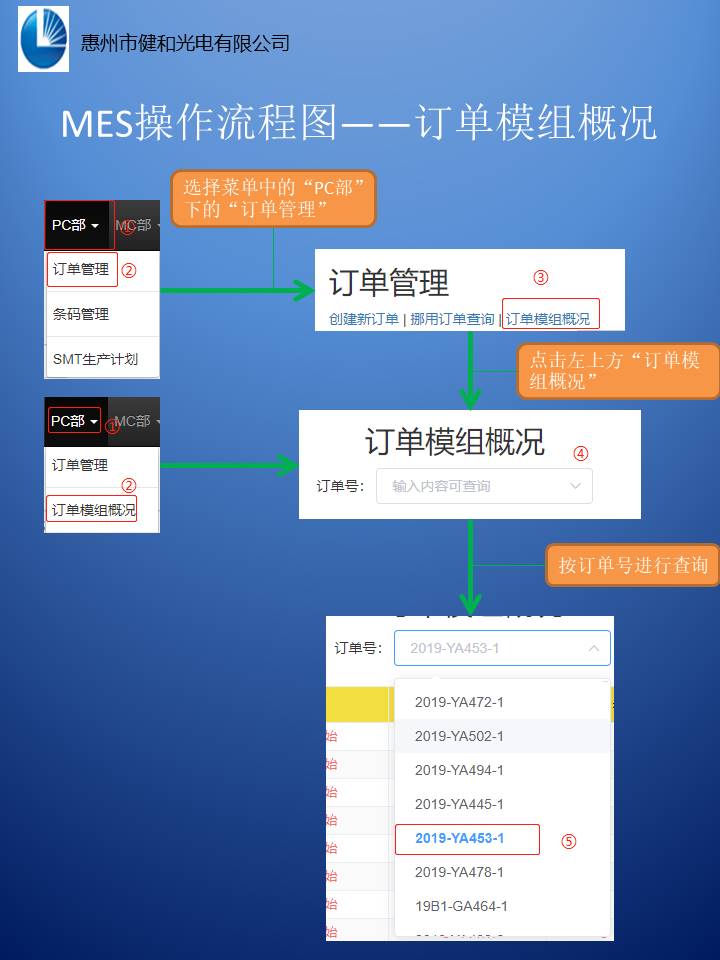 惠州市健和光电有限公司
MES操作流程图——订单模组概况
选择菜单中的“PC部”
下的“订单管理”
PC部
①
MC部
订单管理
②
条码管理
SMT生产计划
订单管理
③
创建新订单 | 挪用订单查询 | 订单模组概况
点击左上方“订单模
组概况”
PC部
①
MC部
订单管理
②
订单模组概况
订单模组概况
④
订单号：
输入内容可查询
按订单号进行查询
订单号：
2019-YA453-1
2019-YA472-1
始
2019-YA502-1
始
2019-YA494-1
始
2019-YA445-1
始
2019-YA453-1
⑤
始
2019-YA478-1
始
19B1-GA464-1
始
始